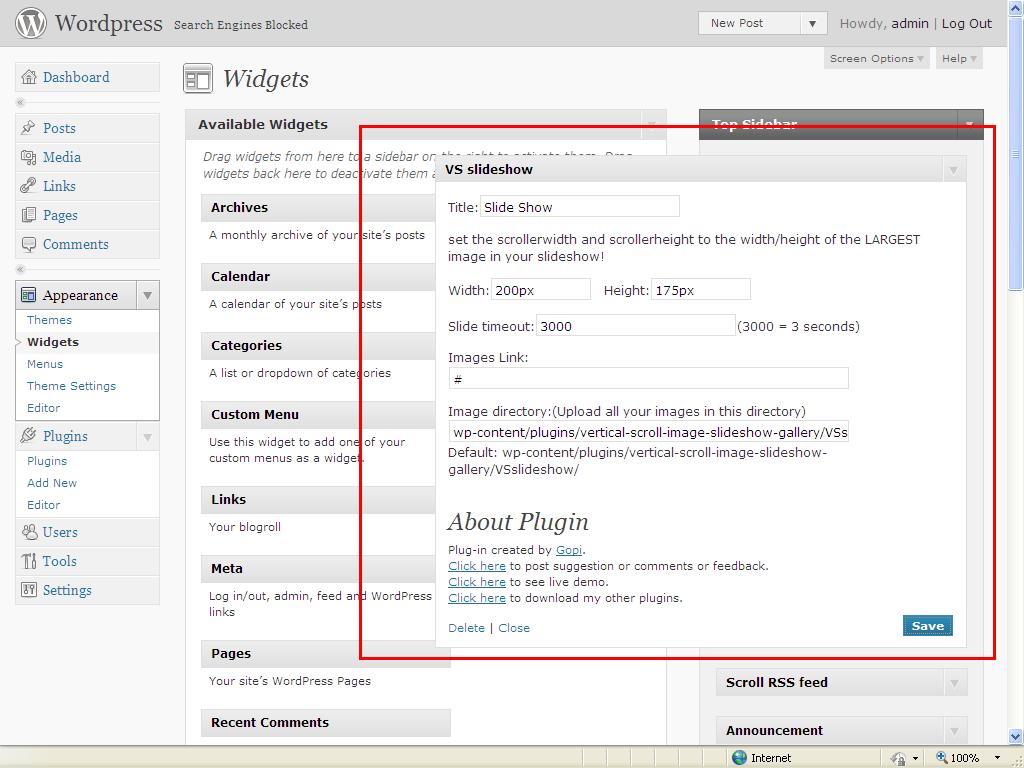 Wordpress Search Engines Blocked
New Post
Howdy, admin | Log Out
Screen Options
Help
Dashboard
Posts
Media
Links
Pages
Comments
Appearance
Themes
Widgets
Menus
Theme Settings
Editor
Plugins
Plugins
Add New
Editor
Users
Tools
Settings
Widgets
Available Widgets
Drag widgets from here to a sidebar on the right to activate them. Drag
widgets back here to deactivate them
Archives
A monthly archive of your site's posts
Calendar
A calendar of your site's posts
Categories
A list or dropdown of categories
Custom Menu
Use this widget to add one of your
custom menus as a widget.
Links
Your blogroll
Meta
Log in/out, admin, feed and WordPress
links
Pages
Your site's WordPress Pages
Recent Comments
Top Sidebar
VS slideshow
Title: Slide Show
set the scrollerwidth and scrollerheight to the width/height of the LARGEST
image in your slideshow!
Width: 200px Height: 175px
Slide timeout: 3000 (3000 = 3 seconds)
Images Link:
#
Image directory:(Upload all your images in this directory)
wp-content/plugins/vertical-scroll-image-slideshow-gallery/VSs
Default: wp-content/plugins/vertical-scroll-image-slideshow-
gallery/VSslideshow/
About Plugin
Plug-in created by Gopi.
Click here to post suggestion or comments or feedback.
Click here to see live demo.
Click here to download my other plugins.
Delete | Close
Save
Scroll RSS feed
Announcement
Internet
100%